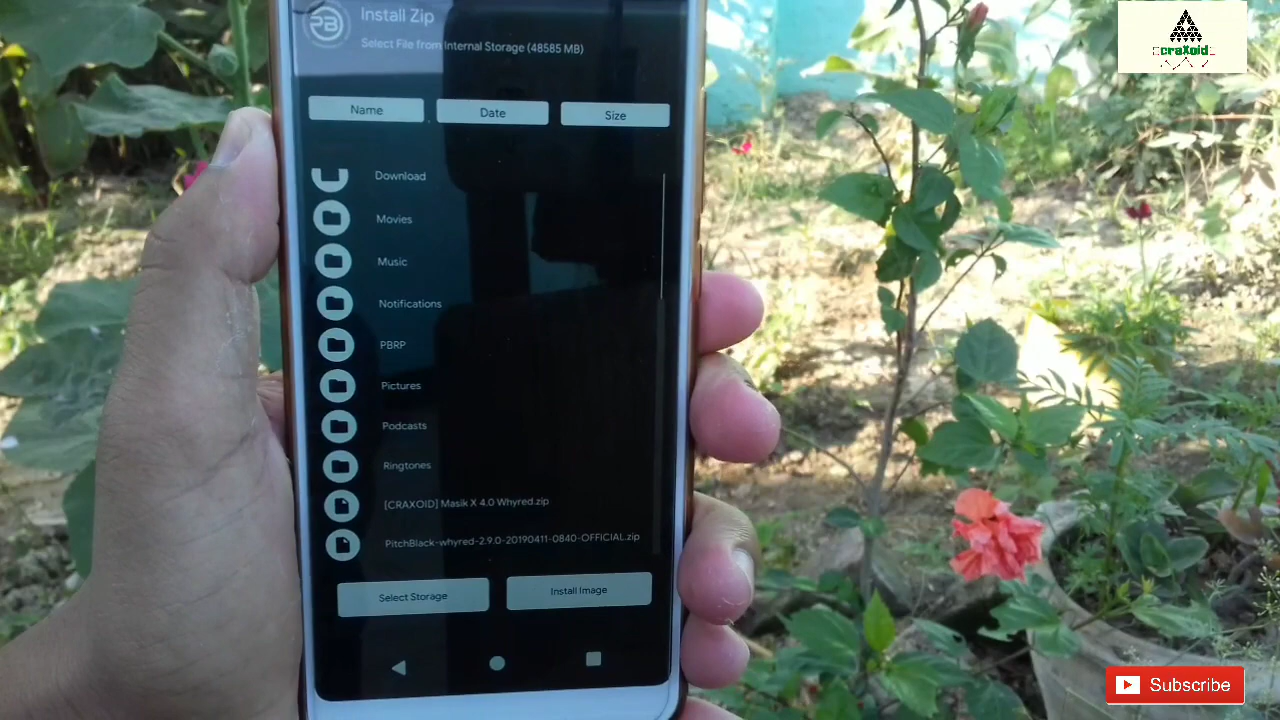 PB
Install Zip
Select File from Internal Storage (48585 MB)
Name
Date
Size
Download
Movies
Music
Notifications
PBRP
Pictures
Podcasts
Ringtones
[CRAXOID] Masik X 4.0 Whyred.zip
PitchBlack-whyred-2.9.0-20190411-0840-OFFICIAL.zip
Select Storage
Install Image
craXoid
Subscribe